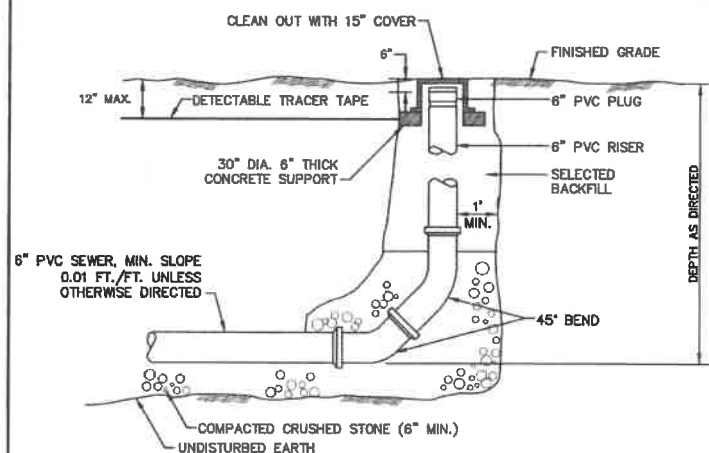 CLEAN OUT WITH 15" COVER
6"
FINISHED GRADE
12" MAX.
DETECTABLE TRACER TAPE
6" PVC PLUG
6" PVC RISER
30" DIA. 6" THICK
CONCRETE SUPPORT
SELECTED
BACKFILL
1'
MIN.
DEPTH AS DIRECTED
6" PVC SEWER, MIN. SLOPE
0.01 FT./FT. UNLESS
OTHERWISE DIRECTED
45° BEND
COMPACTED CRUSHED STONE (6" MIN.)
UNDISTURBED EARTH